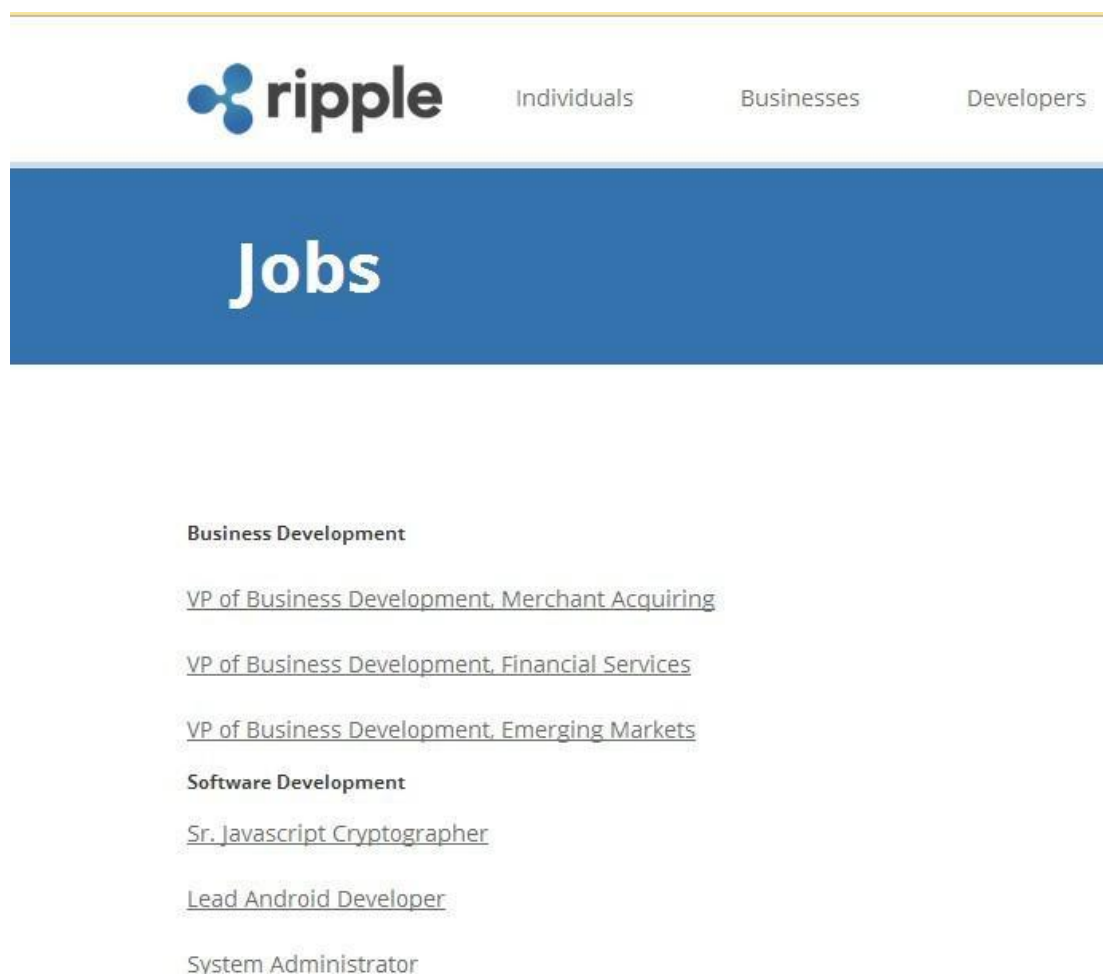 ripple
Individuals Businesses Developers
Jobs
Business Development
VP of Business Development, Merchant Acquiring
VP of Business Development, Financial Services
VP of Business Development, Emerging Markets
Software Development
Sr. Javascript Cryptographer
Lead Android Developer
System Administrator